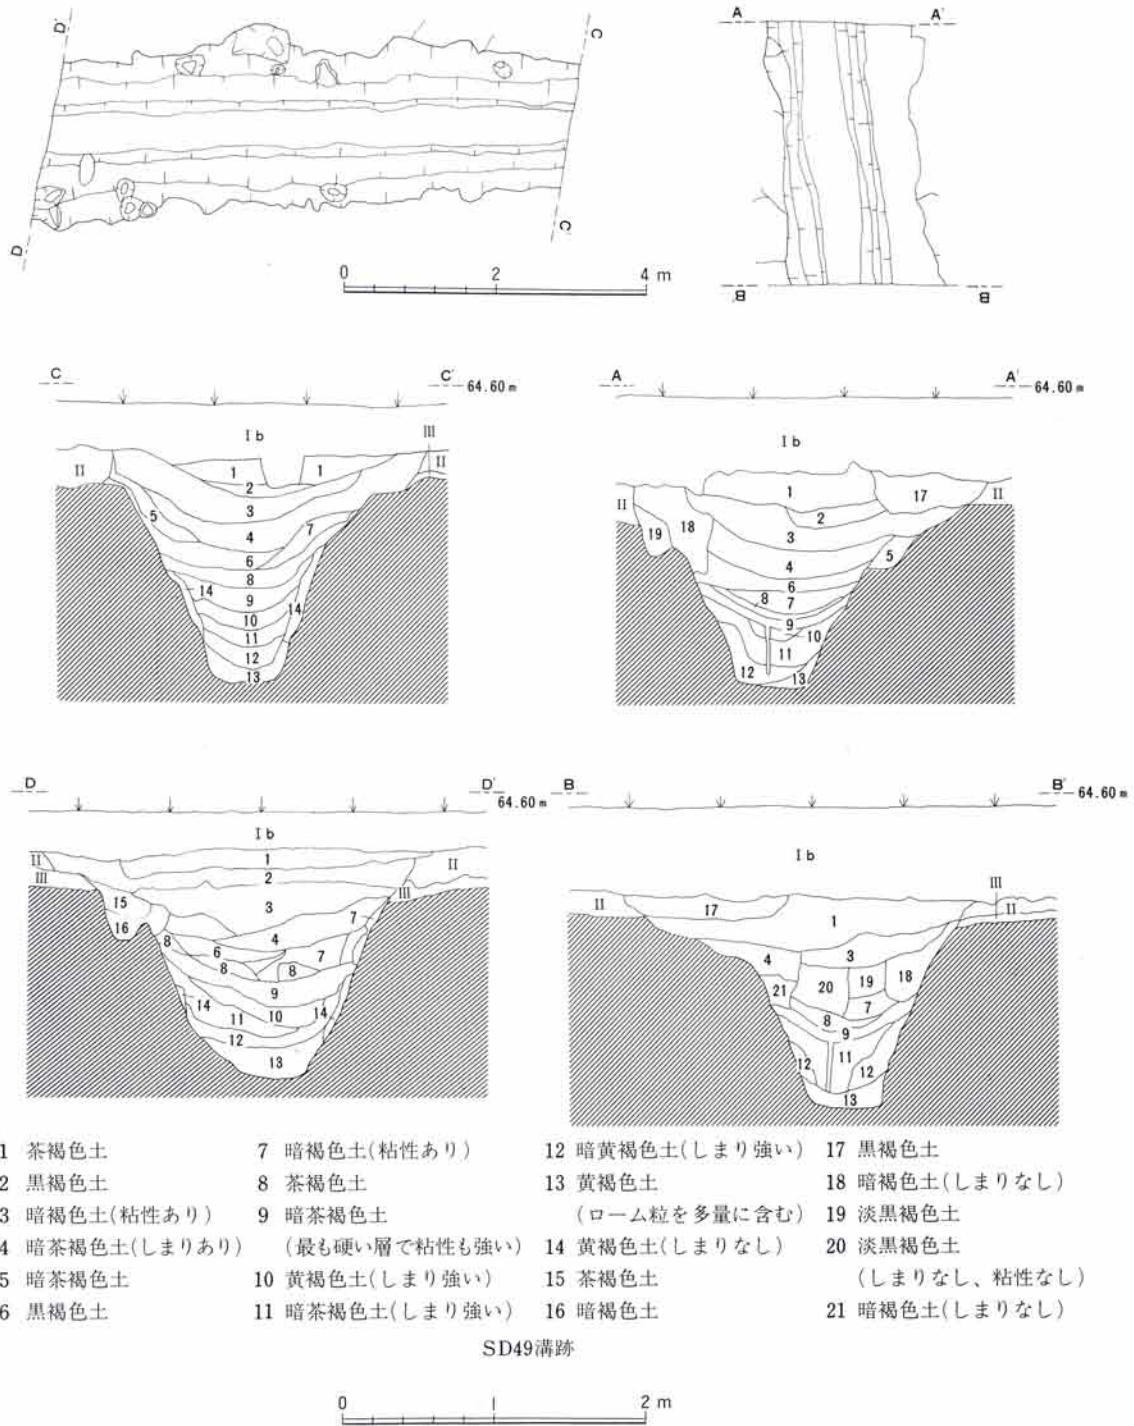 D'
C
D
C'
A
A'
B'
B
0 2 4 m
C
C'
64.60 m
Ⅰb
Ⅲ
Ⅱ
Ⅱ
1
1
2
3
4
5
6
7
8
9
10
11
12
13
14
14
A
A'
64.60 m
Ⅰb
Ⅱ
Ⅱ
1
17
2
18
19
3
4
5
6
8
7
9
10
11
12
13
D
D'
64.60 m
Ⅰb
Ⅱ
Ⅱ
Ⅲ
Ⅲ
1
2
15
3
16
7
8
4
6
7
8
8
9
14
14
10
11
12
13
B
B'
64.60 m
Ⅰb
Ⅲ
Ⅱ
Ⅱ
17
1
4
3
18
19
20
21
7
8
9
11
12
12
13
1 茶褐色土
2 黒褐色土
3 暗褐色土(粘性あり)
4 暗茶褐色土(しまりあり)
5 暗茶褐色土
6 黒褐色土
7 暗褐色土(粘性あり)
8 茶褐色土
9 暗茶褐色土
(最も硬い層で粘性も強い)
10 黄褐色土(しまり強い)
11 暗茶褐色土(しまり強い)
12 暗黄褐色土(しまり強い)
13 黄褐色土
(ローム粒を多量に含む)
14 黄褐色土(しまりなし)
15 茶褐色土
16 暗褐色土
17 黒褐色土
18 暗褐色土(しまりなし)
19 淡黒褐色土
20 淡黒褐色土
(しまりなし、粘性なし)
21 暗褐色土(しまりなし)
SD49溝跡
0 1 2 m